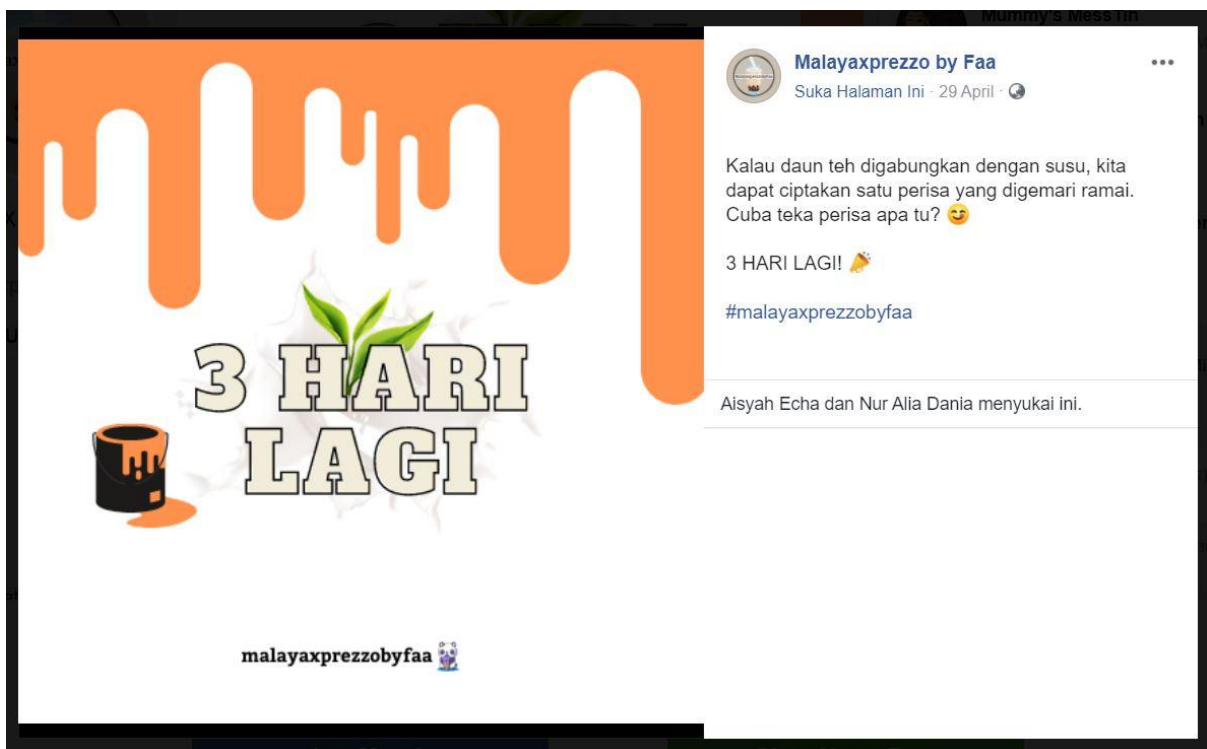 Mummy's MessTin
3 HARI
LAGI
malayaxprezzobyfaa
Malayaxprezzo by Faa
Suka Halaman Ini · 29 April ·
Kalau daun teh digabungkan dengan susu, kita
dapat ciptakan satu perisa yang digemari ramai.
Cuba teka perisa apa tu? 😋
3 HARI LAGI! 🎉
#malayaxprezzobyfaa
Aisyah Echa dan Nur Alia Dania menyukai ini.